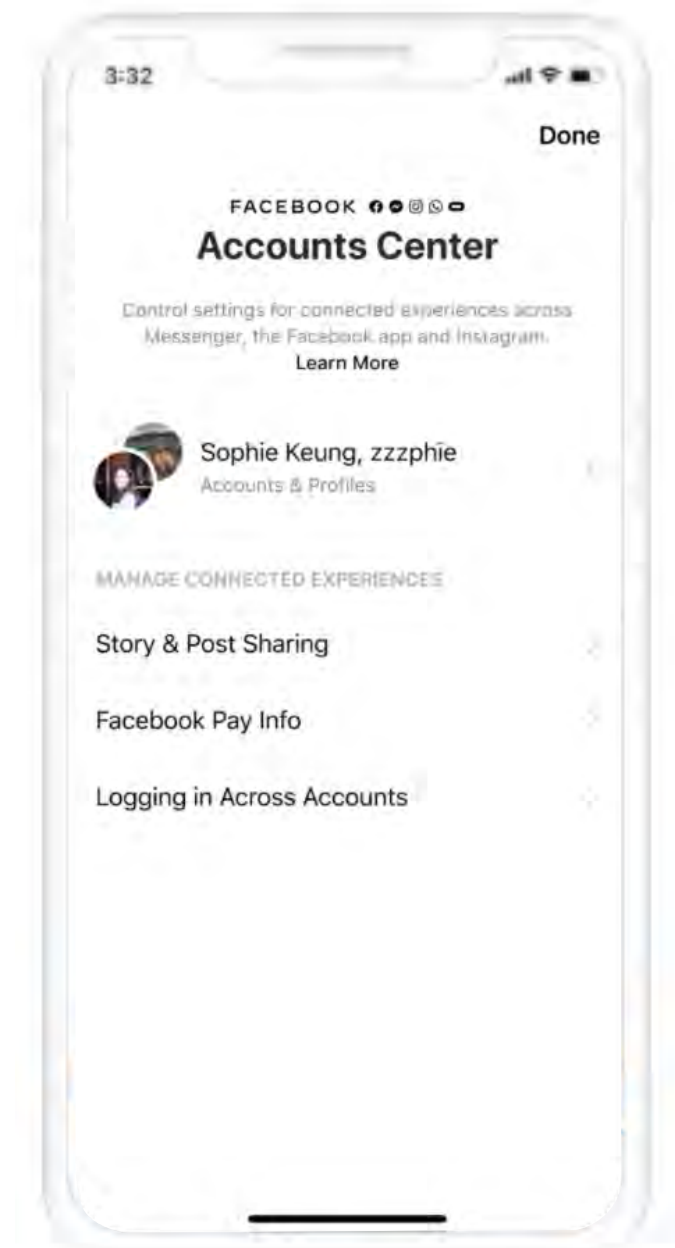 3:32
Done
FACEBOOK
Accounts Center
Control settings for connected experiences across
Messenger, the Facebook app and Instagram.
Learn More
Sophie Keung, zzzphie
Accounts & Profiles
MANAGE CONNECTED EXPERIENCES
Story & Post Sharing
Facebook Pay Info
Logging in Across Accounts